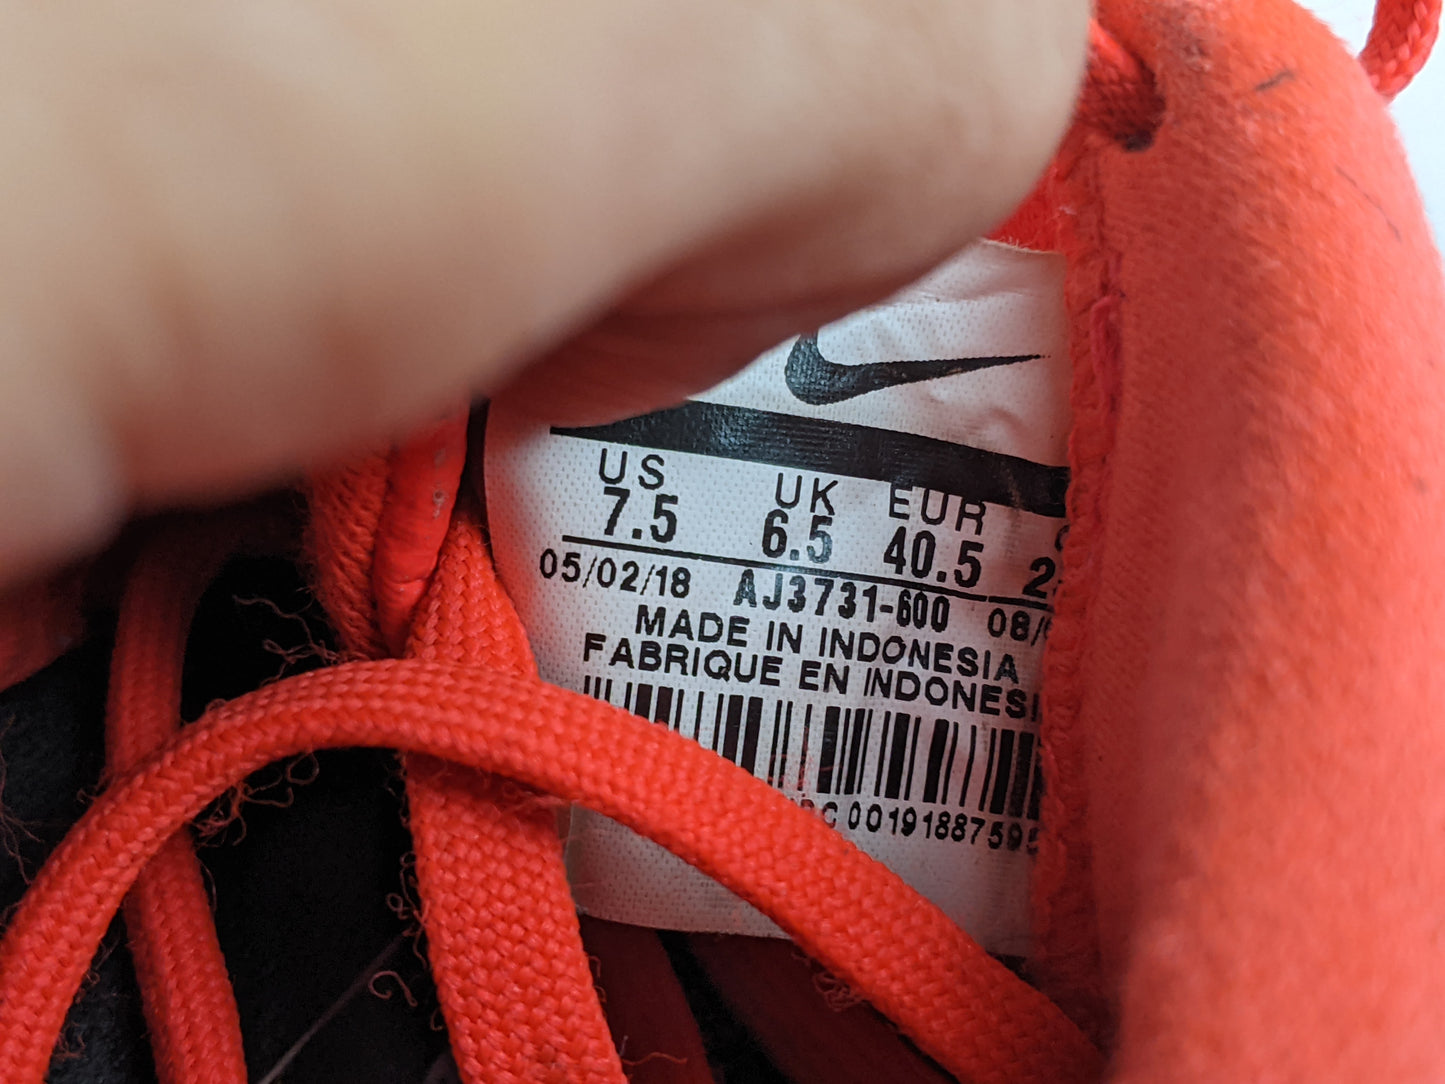 US UK EUR
7.5 6.5 40.5
05/02/18 AJ3731-600
MADE IN INDONESIA
FABRIQUE EN INDONESI
00191887595